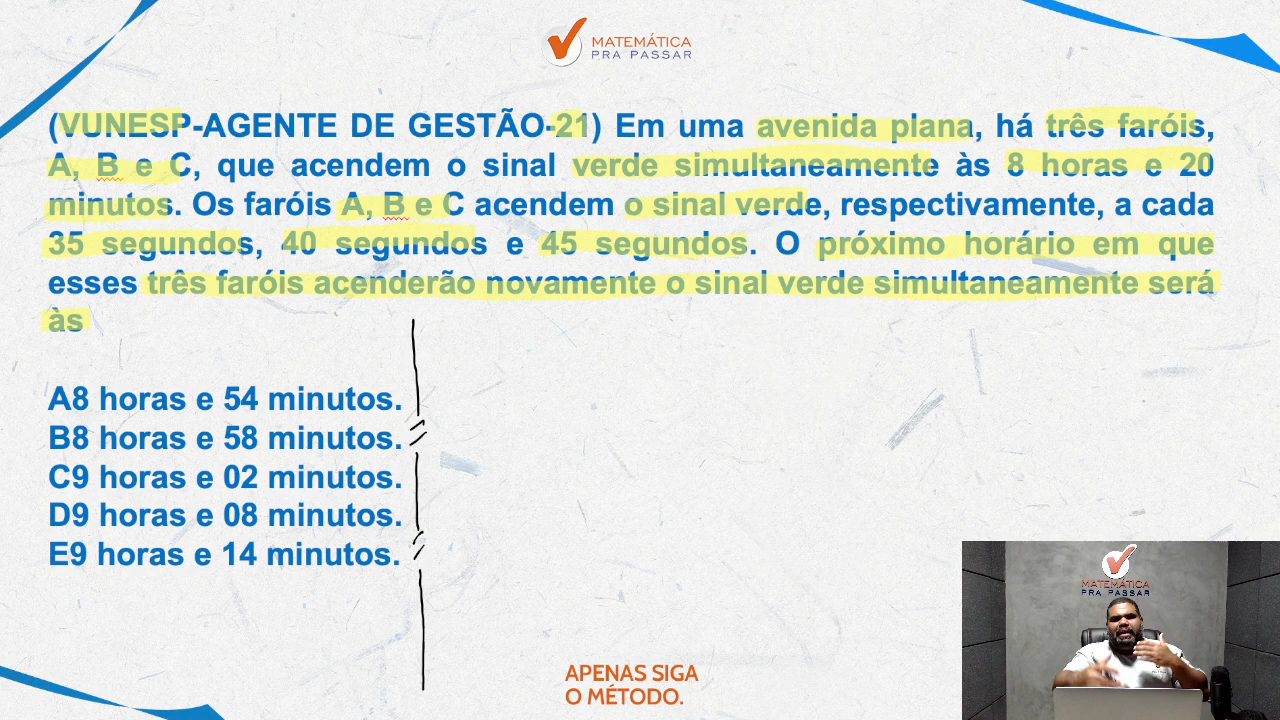 MATEMÁTICA
PRA PASSAR
(VUNESP-AGENTE DE GESTÃO-21) Em uma avenida plana, há três faróis,
A, B e C, que acendem o sinal verde simultaneamente às 8 horas e 20
minutos. Os faróis A, B e C acendem o sinal verde, respectivamente, a cada
35 segundos, 40 segundos e 45 segundos. O próximo horário em que
esses três faróis acenderão novamente o sinal verde simultaneamente será
às
A8 horas e 54 minutos.
B8 horas e 58 minutos.
C9 horas e 02 minutos.
D9 horas e 08 minutos.
E9 horas e 14 minutos.
MATEMÁTICA
PRA PASSAR
APENAS SIGA
O MÉTODO.